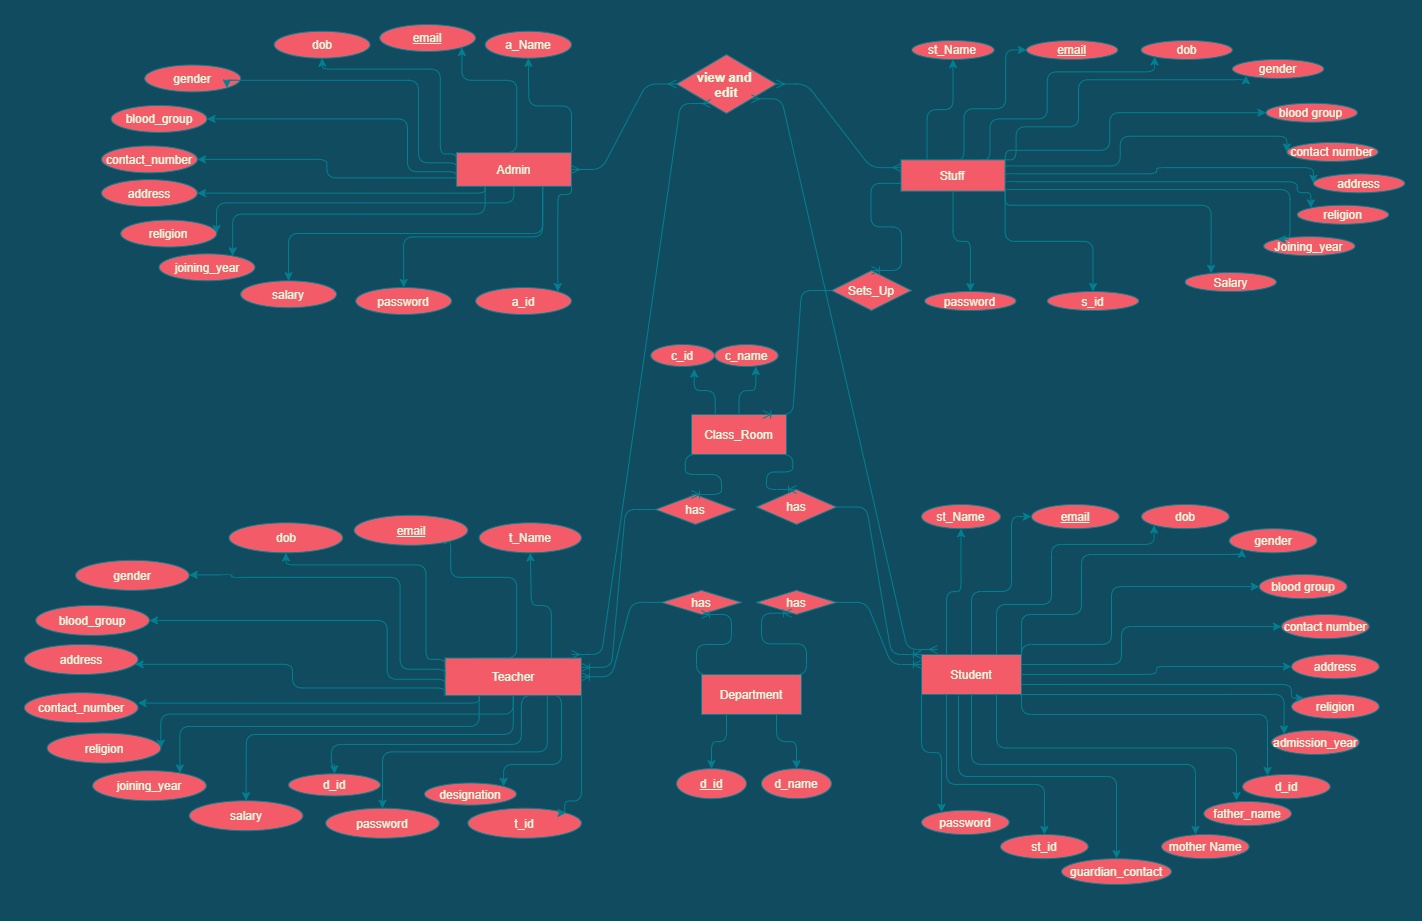 dob
email
a_Name
gender
blood_group
contact_number
address
religion
joining_year
salary
password
a_id
Admin
view and
edit
st_Name
email
dob
gender
blood group
contact number
address
religion
Joining_year
Salary
s_id
password
Stuff
Sets_Up
c_id
c_name
Class_Room
has
has
dob
email
t_Name
gender
blood_group
address
contact_number
religion
joining_year
salary
d_id
password
designation
t_id
Teacher
has
has
Department
d_id
d_name
st_Name
email
dob
gender
blood group
contact number
address
religion
admission_year
d_id
father_name
mother Name
guardian_contact
st_id
password
Student